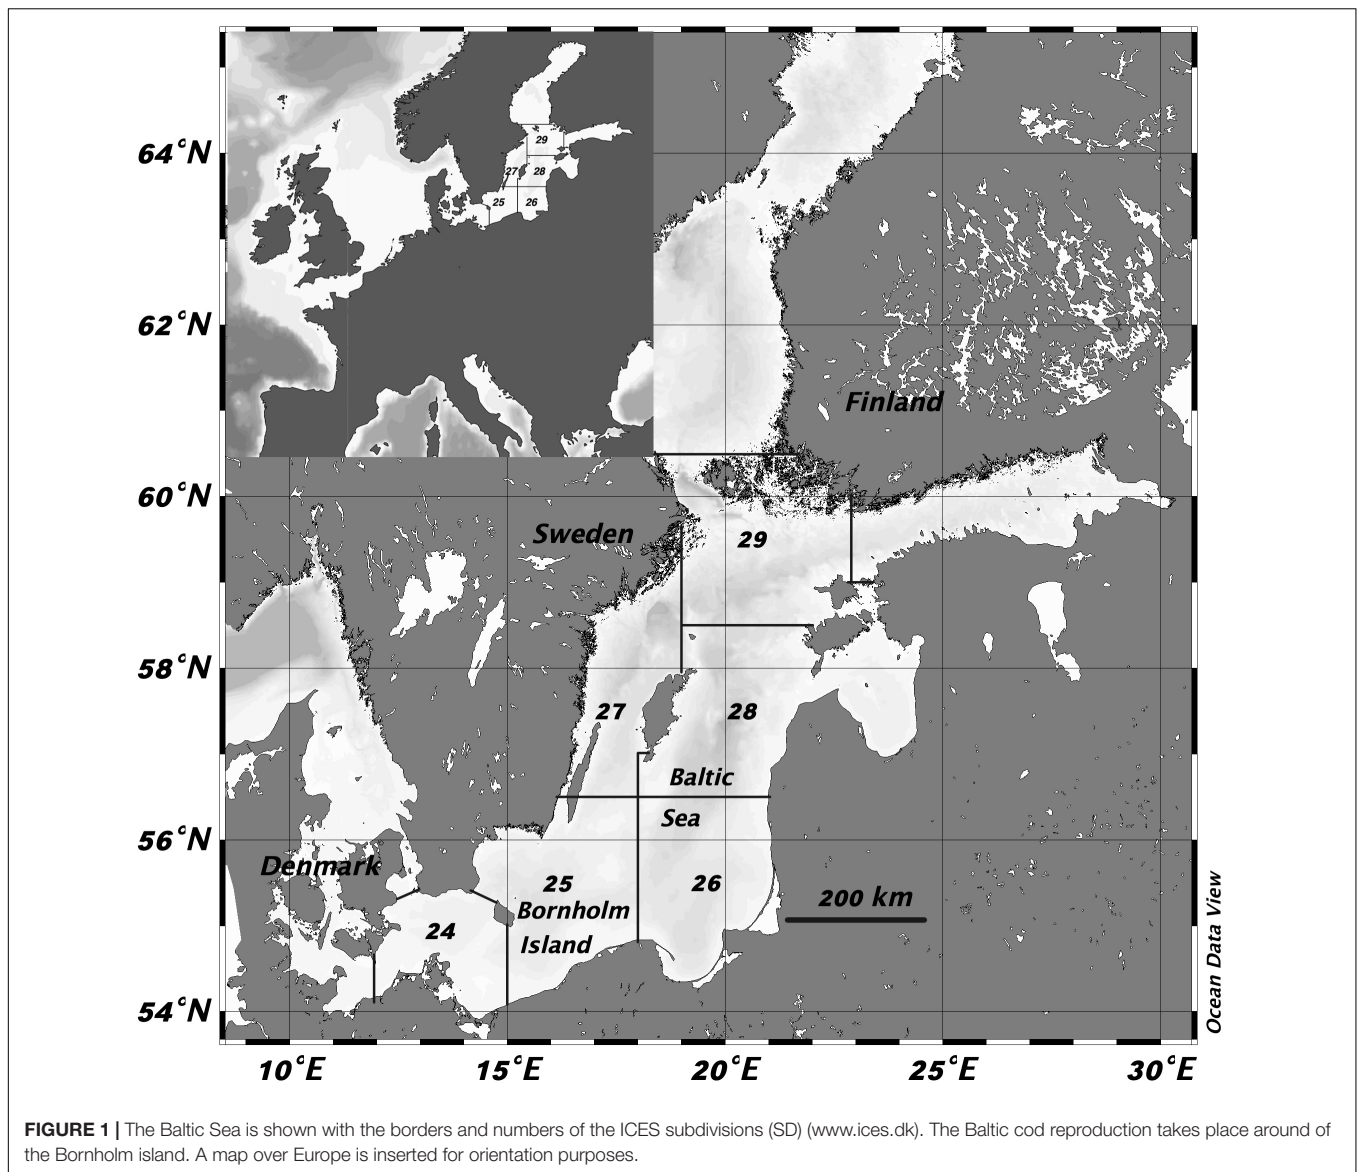 29
27
28
25
26
64°N
62°N
Finland
60°N
Sweden
29
58°N
27
28
Baltic
Sea
56°N
Denmark
25
26
200 km
Bornholm
24
Island
54°N
Ocean Data View
10°E
15°E
20°E
25°E
30°E
FIGURE 1 | The Baltic Sea is shown with the borders and numbers of the ICES subdivisions (SD) (www.ices.dk). The Baltic cod reproduction takes place around of
the Bornholm island. A map over Europe is inserted for orientation purposes.